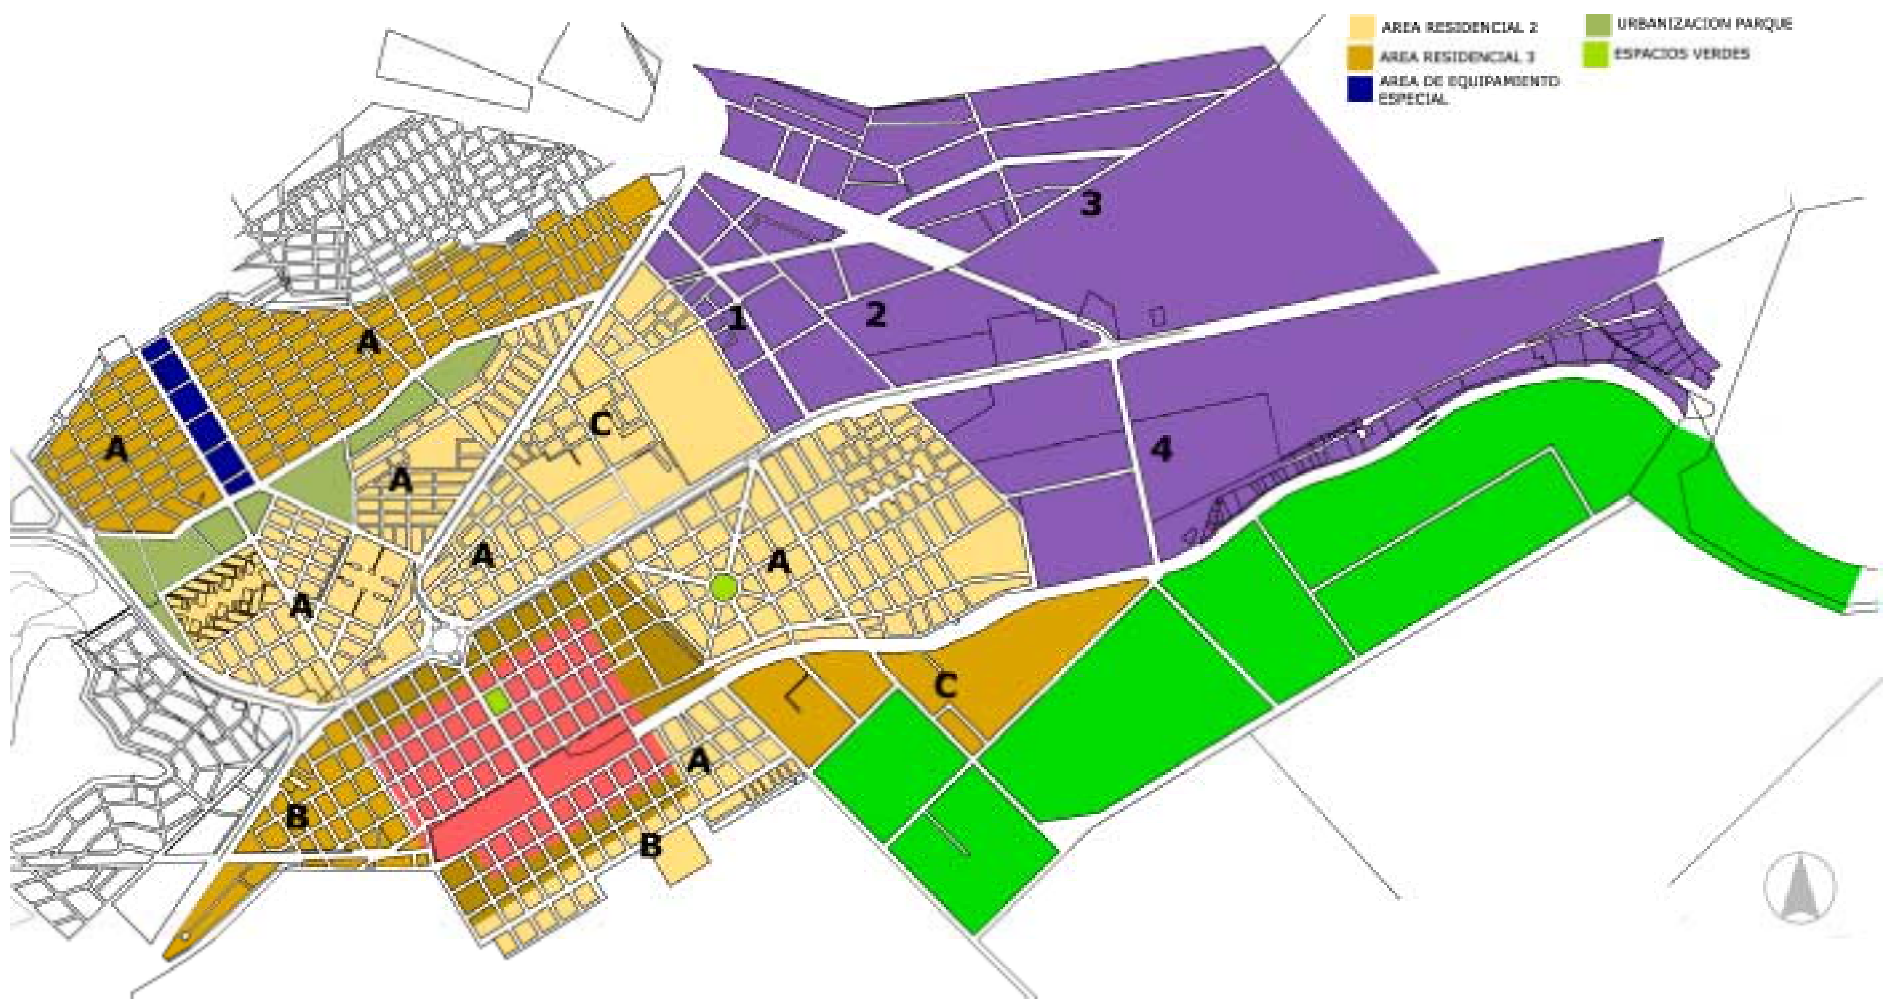 AREA RESIDENCIAL 2
URBANIZACION PARQUE
AREA RESIDENCIAL 3
ESPACIOS VERDES
AREA DE EQUIPAMIENTO
ESPECIAL
3
1
2
A
C
A
4
A
A
A
A
C
A
B
B